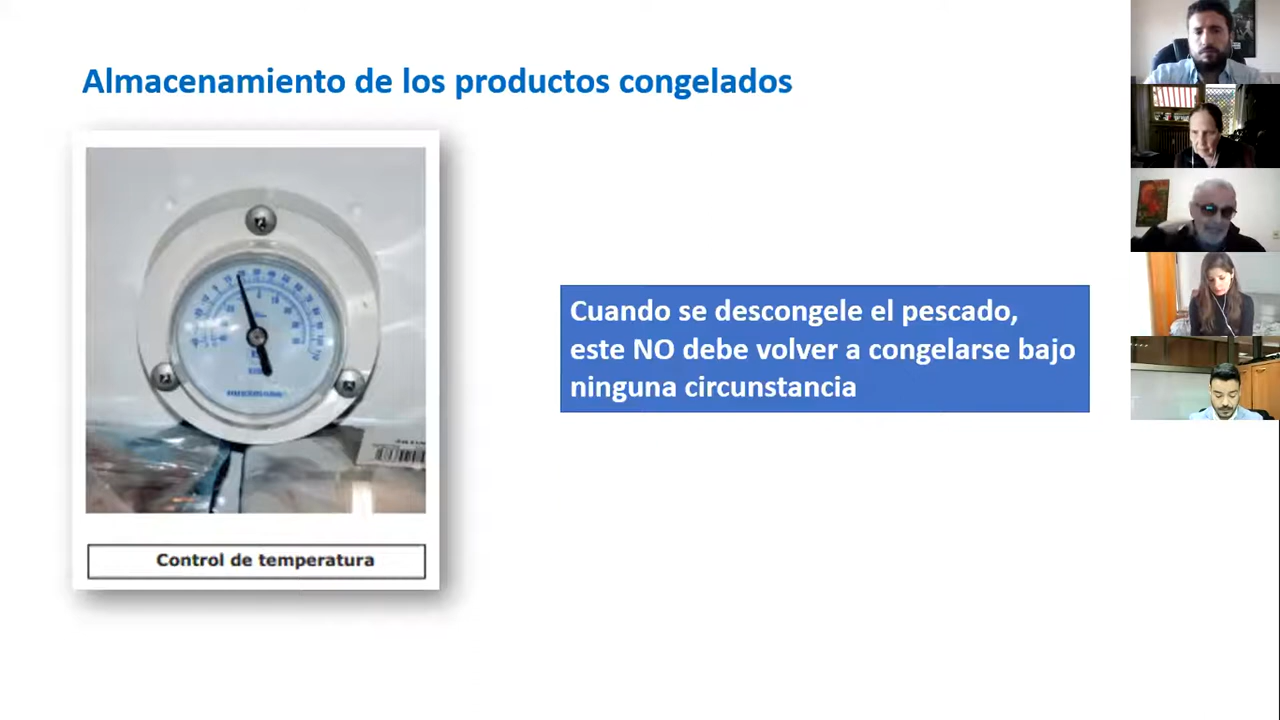 Almacenamiento de los productos congelados
Cuando se descongele el pescado,
este NO debe volver a congelarse bajo
ninguna circunstancia
Control de temperatura